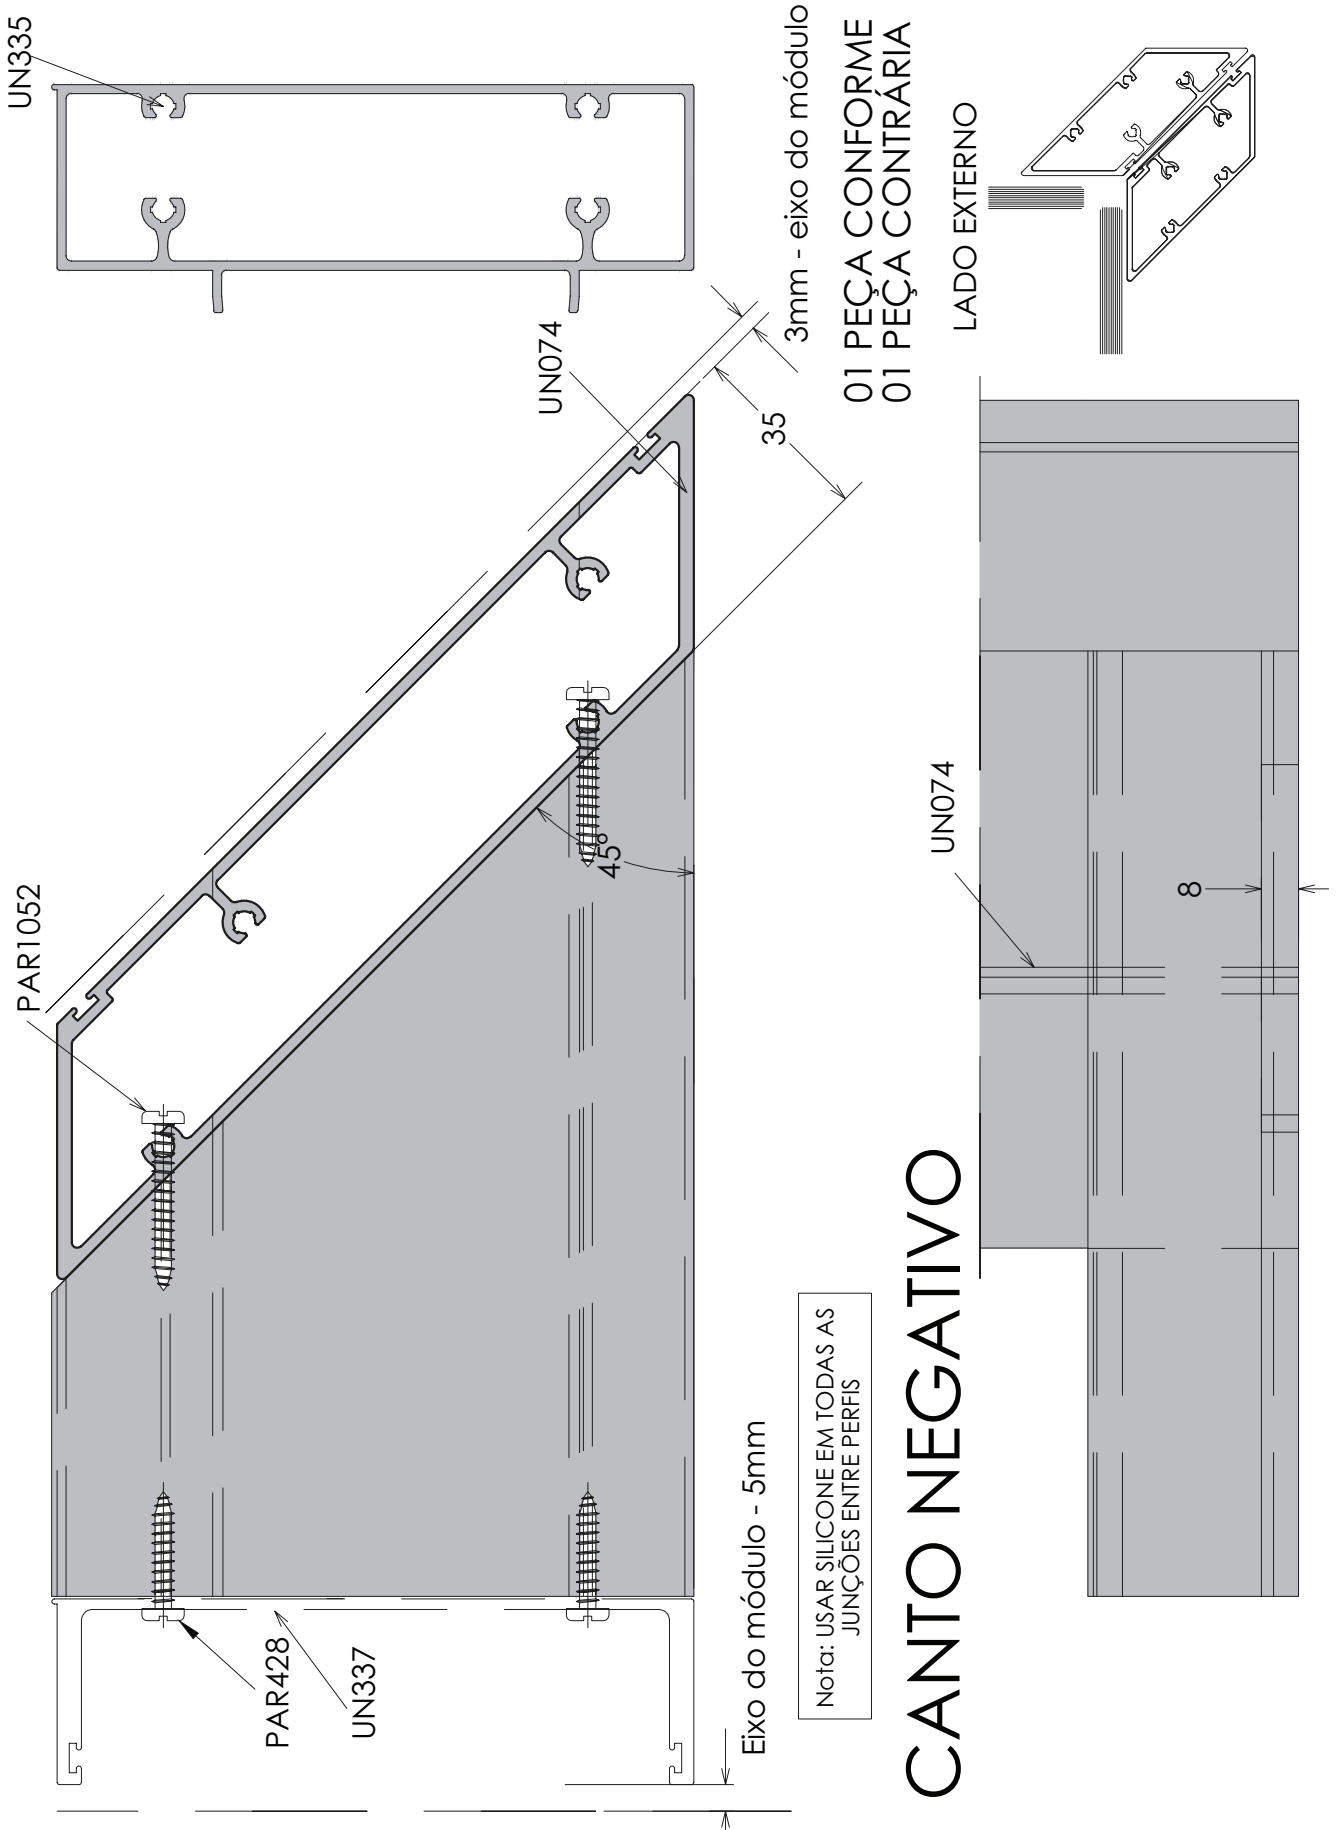 UN335
PAR1052
UN074
45°
35
3mm - eixo do módulo
PAR428
UN337
Eixo do módulo - 5mm
Nota: USAR SILICONE EM TODAS AS
JUNÇÕES ENTRE PERFIS
01 PEÇA CONFORME
01 PEÇA CONTRÁRIA
CANTO NEGATIVO
LADO EXTERNO
UN074
8